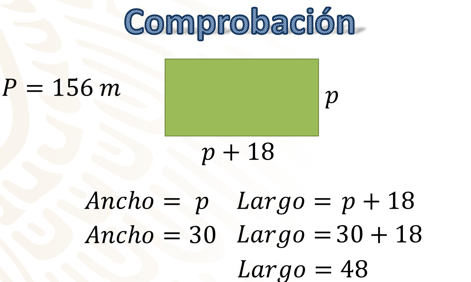 Comprobación
P = 156 m
p
p + 18
Ancho = p Largo = p + 18
Ancho = 30 Largo = 30 + 18
Largo = 48